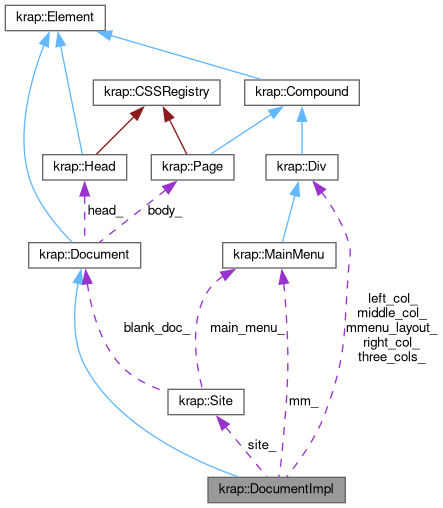 krap::Element
krap::CSSRegistry
krap::Compound
krap::Head
krap::Page
krap::Div
head_
body_
krap::Document
krap::MainMenu
left_col_
middle_col_
mmenu_layout_
right_col_
three_cols_
blank_doc_
main_menu_
krap::Site
mm_
site_
krap::DocumentImpl